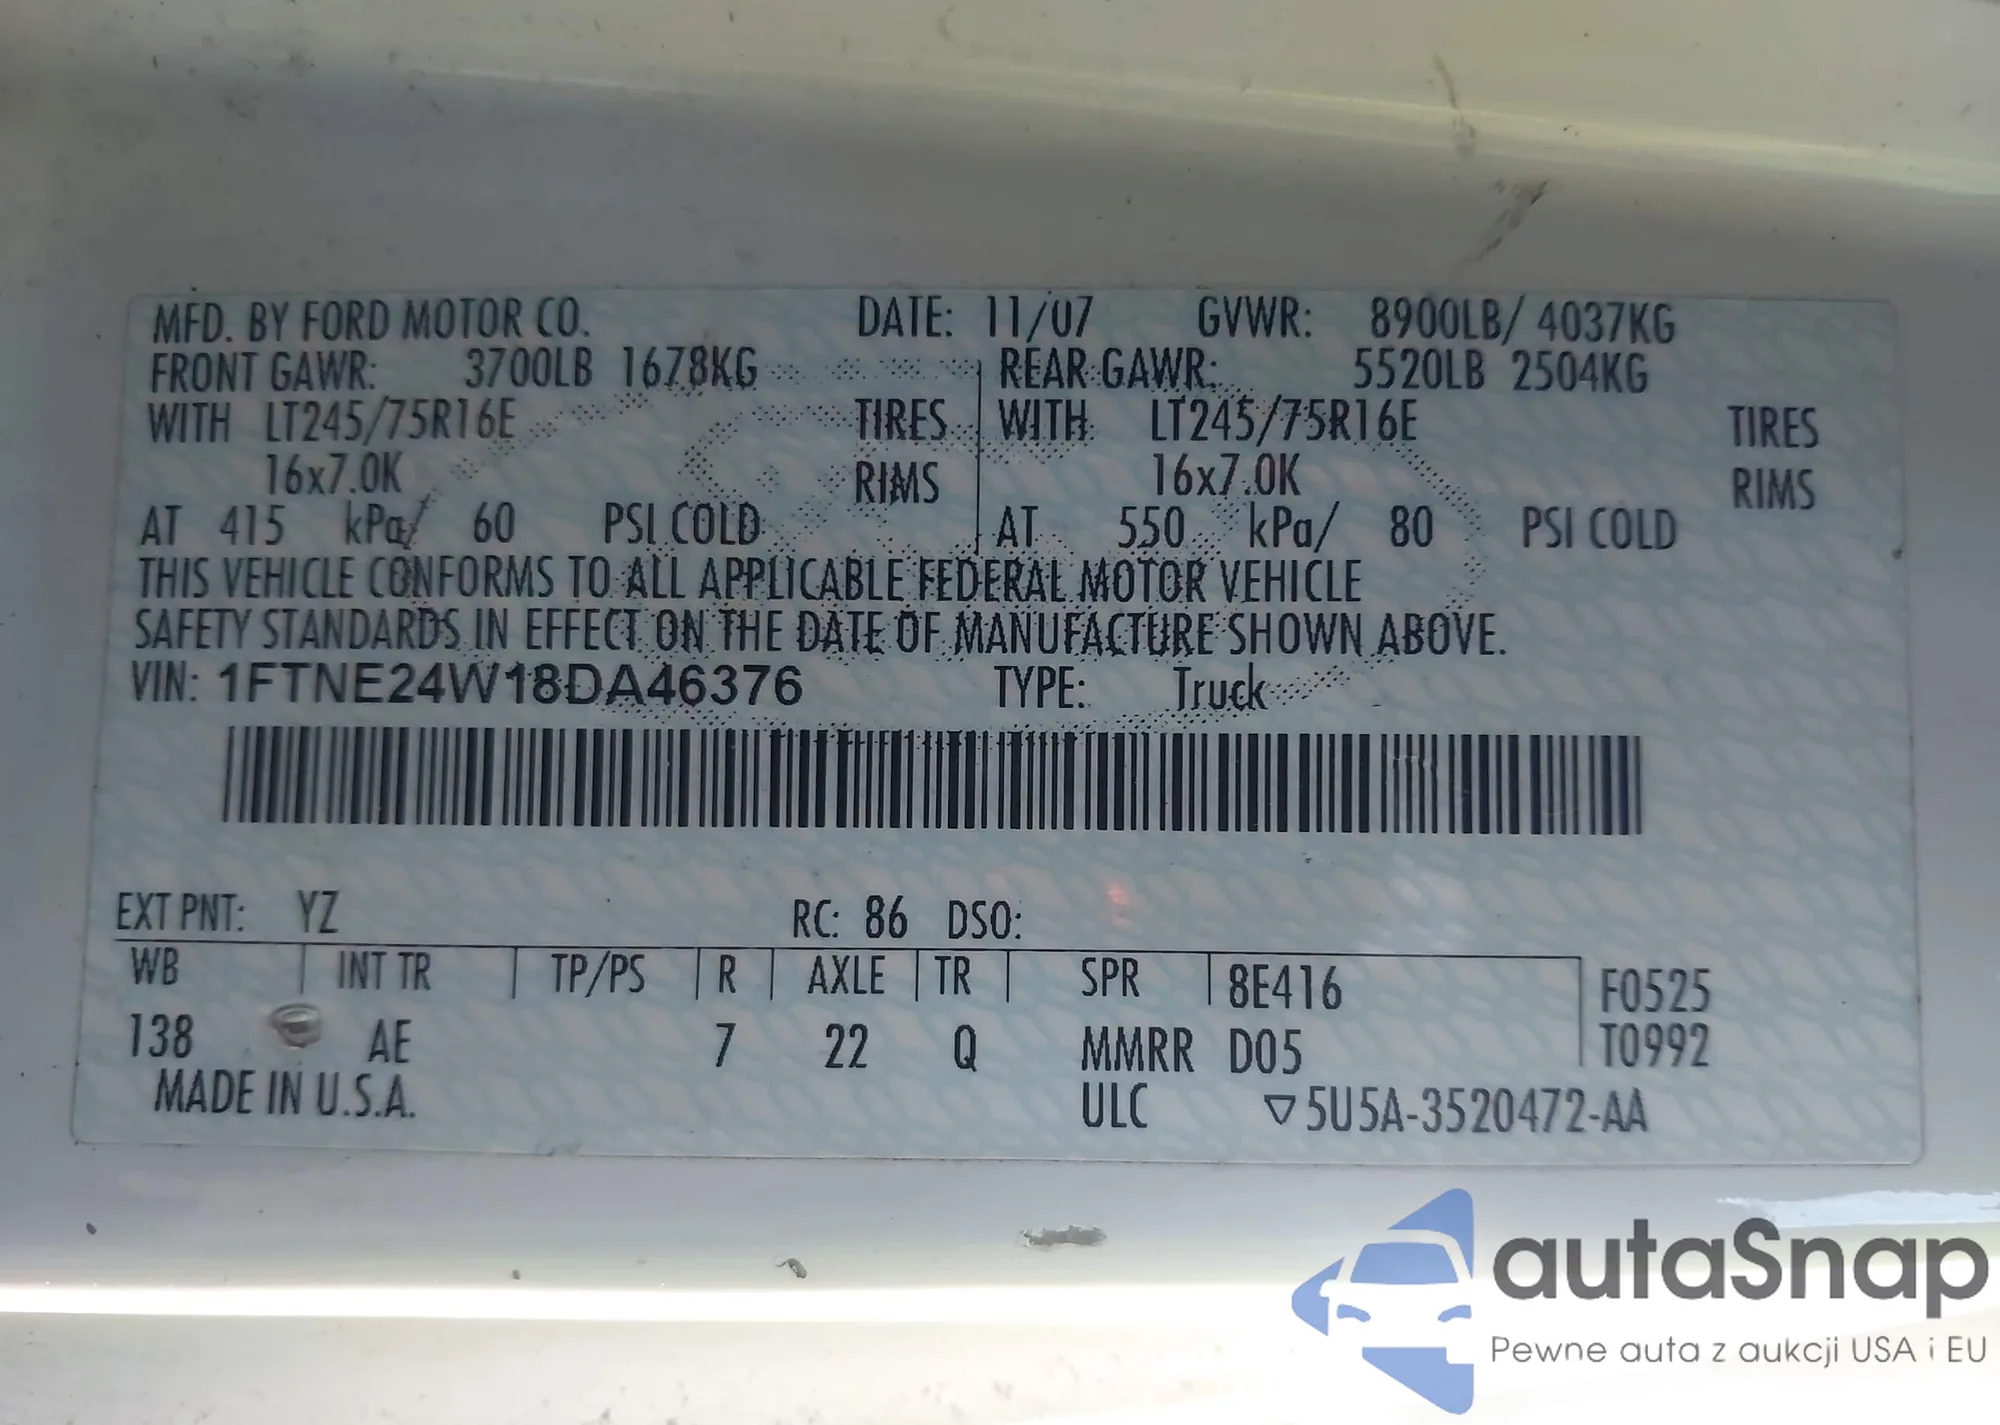 MFD. BY FORD MOTOR CO. DATE: 11/07 GVWR: 8900LB/ 4037KG
FRONT GAWR: 3700LB 1678KG REAR GAWR: 5520LB 2504KG
WITH LT245/75R16E TIRES WITH LT245/75R16E TIRES
16x7.0K RIMS 16x7.0K RIMS
AT 415 kPa/ 60 PSI COLD AT 550 kPa/ 80 PSI COLD
THIS VEHICLE CONFORMS TO ALL APPLICABLE FEDERAL MOTOR VEHICLE
SAFETY STANDARDS IN EFFECT ON THE DATE OF MANUFACTURE SHOWN ABOVE.
VIN: 1FTNE24W18DA46376 TYPE: Truck
EXT PNT: YZ RC: 86 DSO:
WB INT TR TP/PS R AXLE TR SPR 8E416 F0525
138 AE 7 22 Q MMRR D05 T0992
MADE IN U.S.A. ULC ▽5U5A-3520472-AA
autaSnap
Pewne auta z aukcji USA i EU